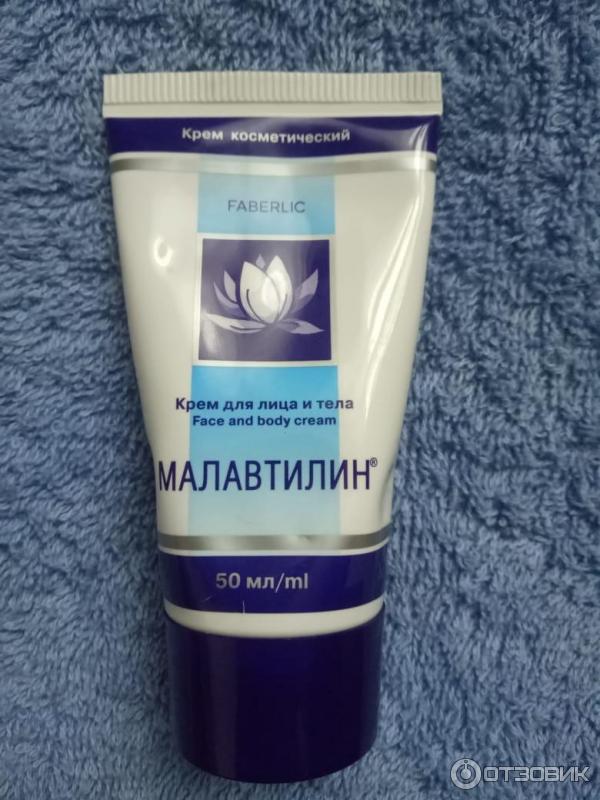 Крем косметический
FABERLIC
Крем для лица и тела
Face and body cream
МАЛАВТИЛИН®
50 мл/ml
ОТЗОВИК